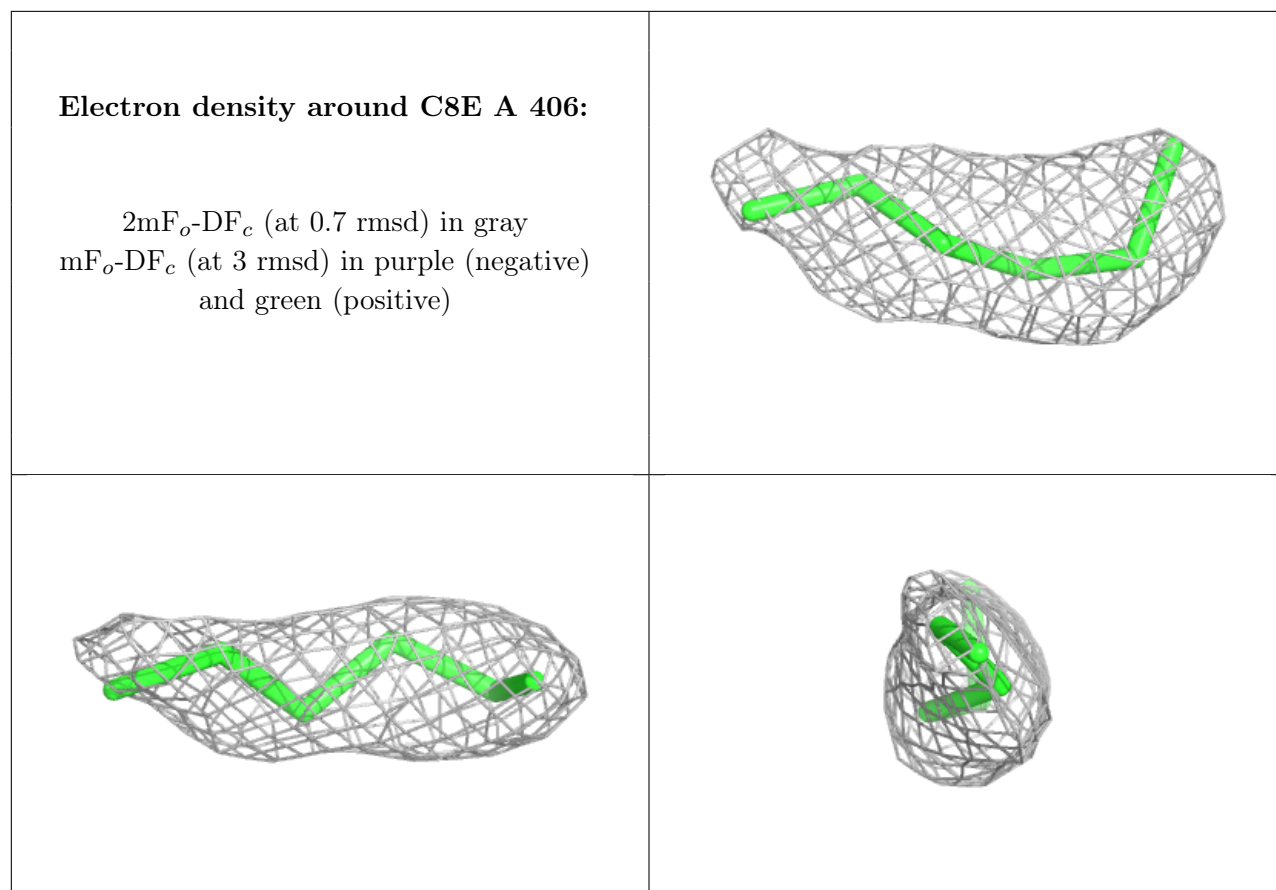 Electron density around C8E A 406:
2mFo-DFc (at 0.7 rmsd) in gray
mFo-DFc (at 3 rmsd) in purple (negative)
and green (positive)